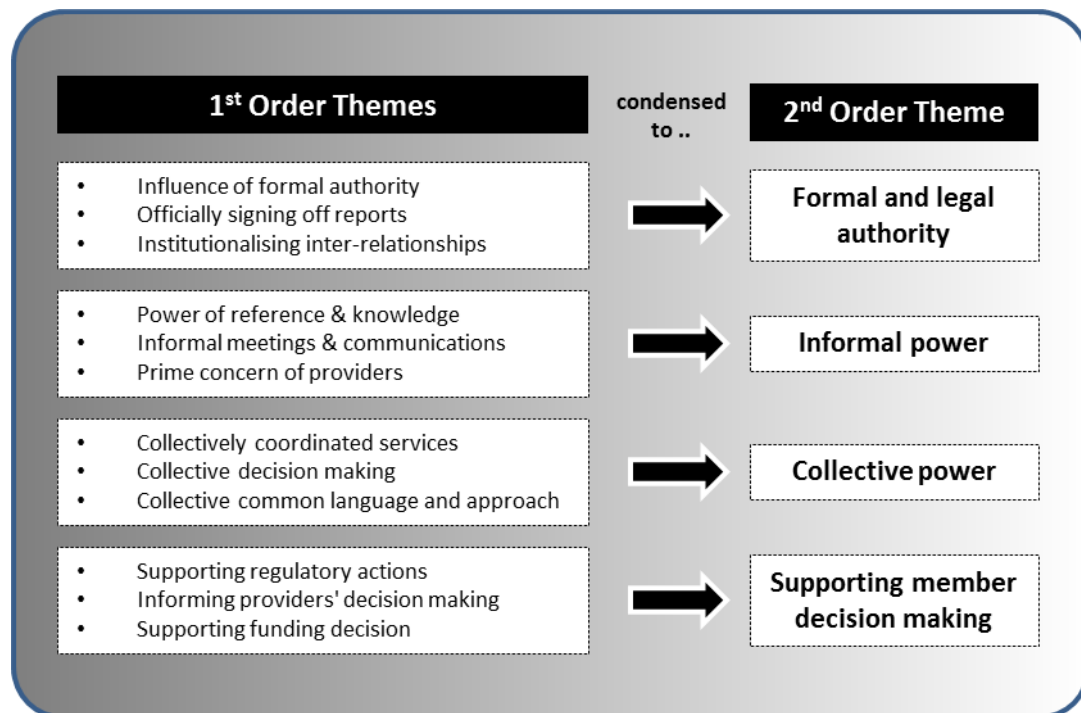 1st Order Themes
condensed
to ..
2nd Order Theme
• Influence of formal authority
• Officially signing off reports
• Institutionalising inter-relationships
Formal and legal
authority
• Power of reference & knowledge
• Informal meetings & communications
• Prime concern of providers
Informal power
• Collectively coordinated services
• Collective decision making
• Collective common language and approach
Collective power
• Supporting regulatory actions
• Informing providers' decision making
• Supporting funding decision
Supporting member
decision making